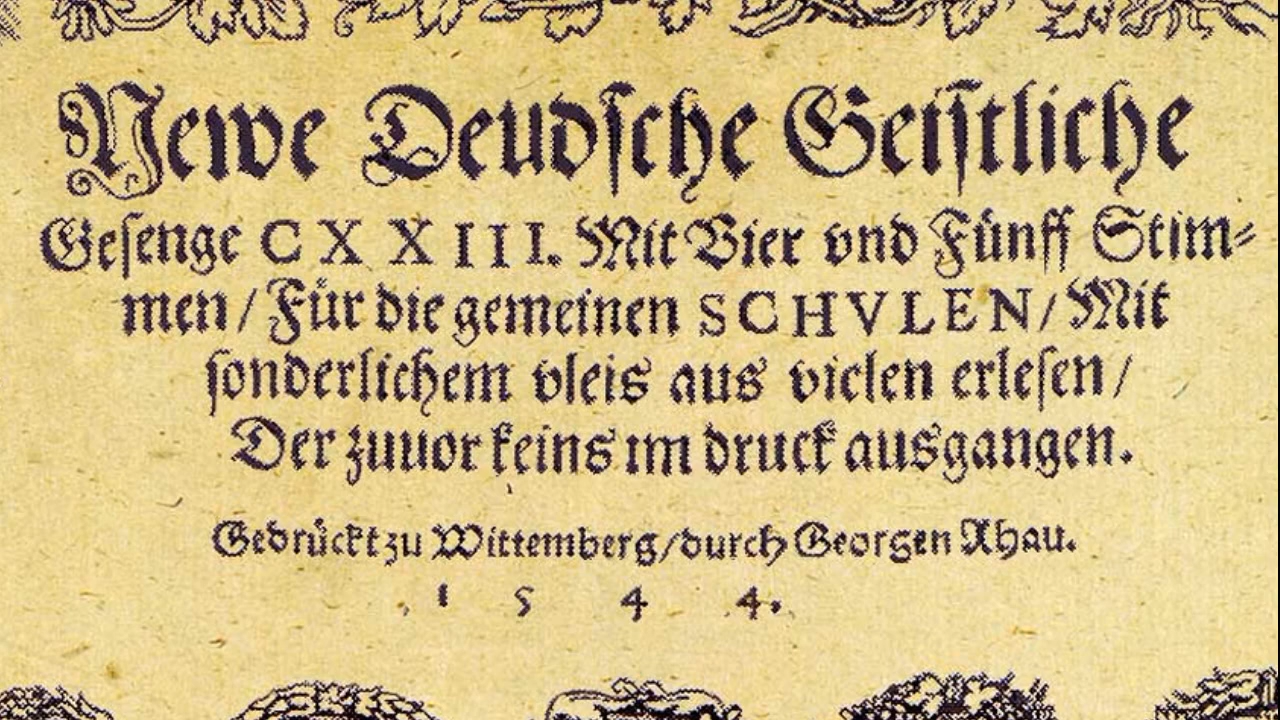 Newe Deudsche Geistliche
Gesenge CXXIII. Mit Vier vnd Fünff Stim-
men / Für die gemeinen SCHVLEN / Mit
sonderlichem vleis aus vielen erlesen /
Der zuuor keins im druck ausgangen.
Gedrückt zu Wittemberg / durch Georgen Rhau.
1 5 4 4.